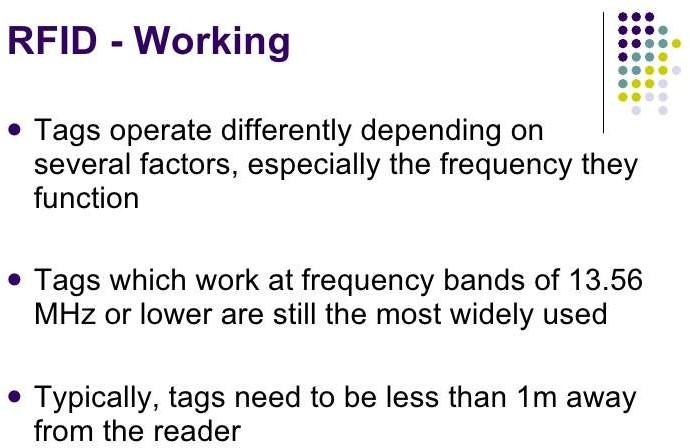 RFID - Working
• Tags operate differently depending on
several factors, especially the frequency they
function
• Tags which work at frequency bands of 13.56
MHz or lower are still the most widely used
• Typically, tags need to be less than 1m away
from the reader